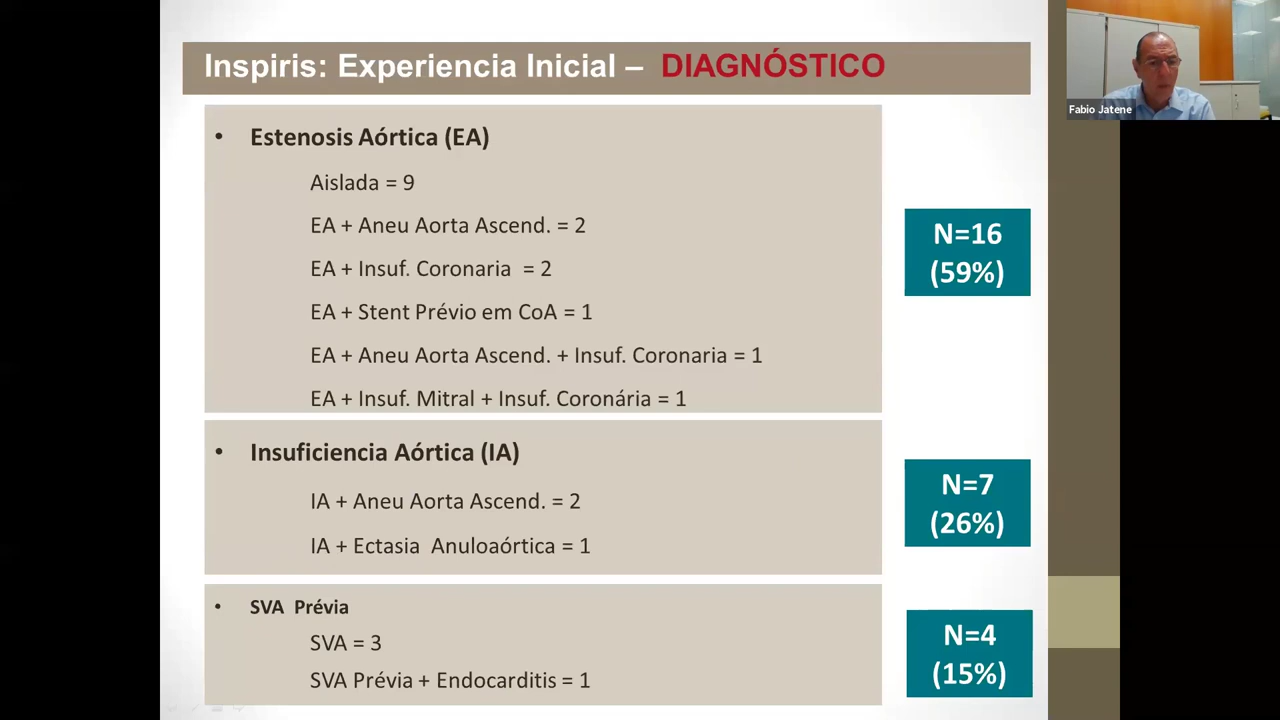 Inspiris: Experiencia Inicial – DIAGNÓSTICO
Fabio Jatene
• Estenosis Aórtica (EA)
Aislada = 9
EA + Aneu Aorta Ascend. = 2
EA + Insuf. Coronaria = 2
EA + Stent Prévio em CoA = 1
EA + Aneu Aorta Ascend. + Insuf. Coronaria = 1
EA + Insuf. Mitral + Insuf. Coronária = 1
N=16
(59%)
• Insuficiencia Aórtica (IA)
IA + Aneu Aorta Ascend. = 2
IA + Ectasia Anuloaórtica = 1
N=7
(26%)
• SVA Prévia
SVA = 3
SVA Prévia + Endocarditis = 1
N=4
(15%)